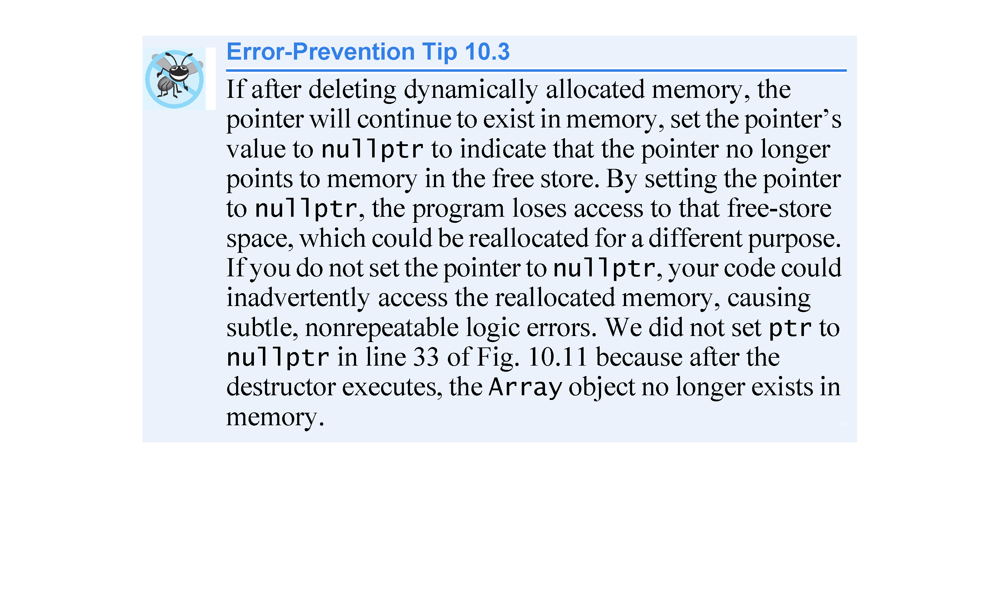 Error-Prevention Tip 10.3
If after deleting dynamically allocated memory, the
pointer will continue to exist in memory, set the pointer’s
value to nullptr to indicate that the pointer no longer
points to memory in the free store. By setting the pointer
to nullptr, the program loses access to that free-store
space, which could be reallocated for a different purpose.
If you do not set the pointer to nullptr, your code could
inadvertently access the reallocated memory, causing
subtle, nonrepeatable logic errors. We did not set ptr to
nullptr in line 33 of Fig. 10.11 because after the
destructor executes, the Array object no longer exists in
memory.
10.3